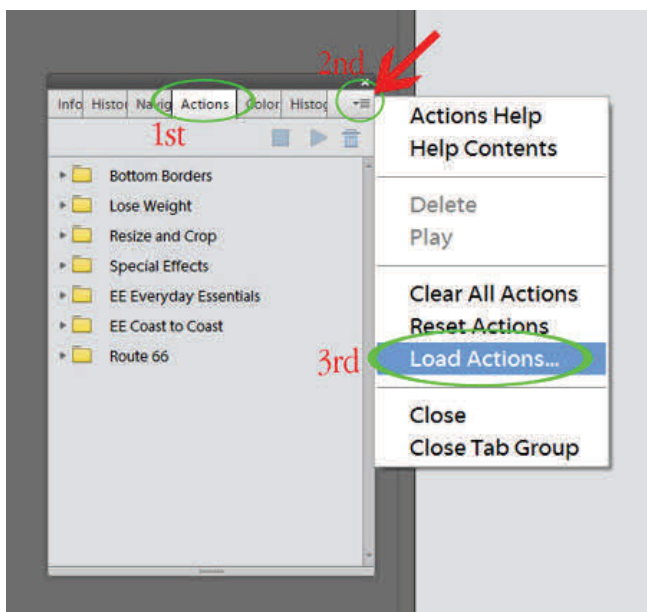 2nd
Info Histo Navig Actions Color Histog
1st
Bottom Borders
Lose Weight
Resize and Crop
Special Effects
EE Everyday Essentials
EE Coast to Coast
Route 66
Actions Help
Help Contents
Delete
Play
Clear All Actions
Reset Actions
3rd
Load Actions...
Close
Close Tab Group